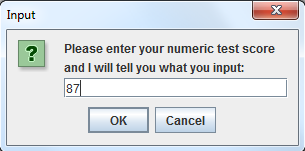 Input
Please enter your numeric test score
and I will tell you what you input:
87
OK Cancel